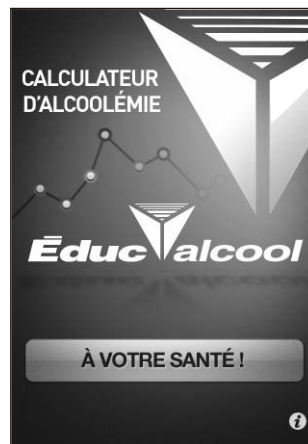 CALCULATEUR
D'ALCOOLÉMIE
Éduc alcool
À VOTRE SANTÉ !
i